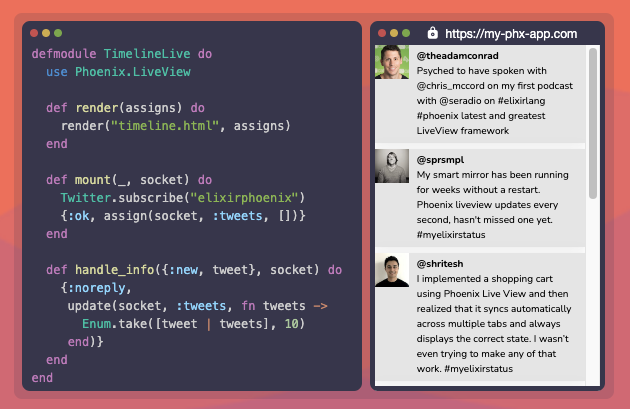 defmodule TimelineLive do
use Phoenix.LiveView
def render(assigns) do
render("timeline.html", assigns)
end
def mount(_, socket) do
Twitter.subscribe("elixirphoenix")
{:ok, assign(socket, :tweets, [])}
end
def handle_info({:new, tweet}, socket) do
{:noreply,
update(socket, :tweets, fn tweets ->
Enum.take([tweet | tweets], 10)
end)}
end
end
https://my-phx-app.com
@theadamconrad
Psyched to have spoken with
@chris_mccord on my first podcast
with @seradio on #elixirlang
#phoenix latest and greatest
LiveView framework
@sprsmpl
My smart mirror has been running
for weeks without a restart.
Phoenix liveview updates every
second, hasn't missed one yet.
#myelixirstatus
@shritesh
I implemented a shopping cart
using Phoenix Live View and then
realized that it syncs automatically
across multiple tabs and always
displays the correct state. I wasn't
even trying to make any of that
work. #myelixirstatus